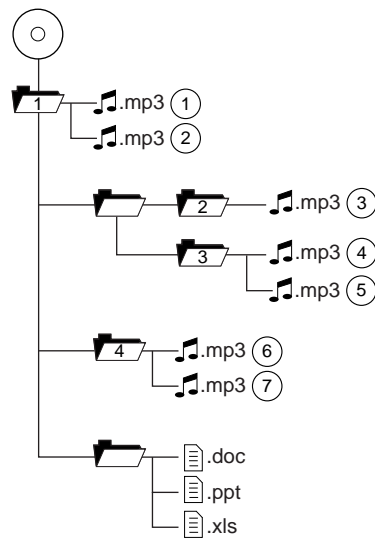 1 .mp3 1
.mp3 2
2 .mp3 3
3 .mp3 4
.mp3 5
4 .mp3 6
.mp3 7
.doc
.ppt
.xls